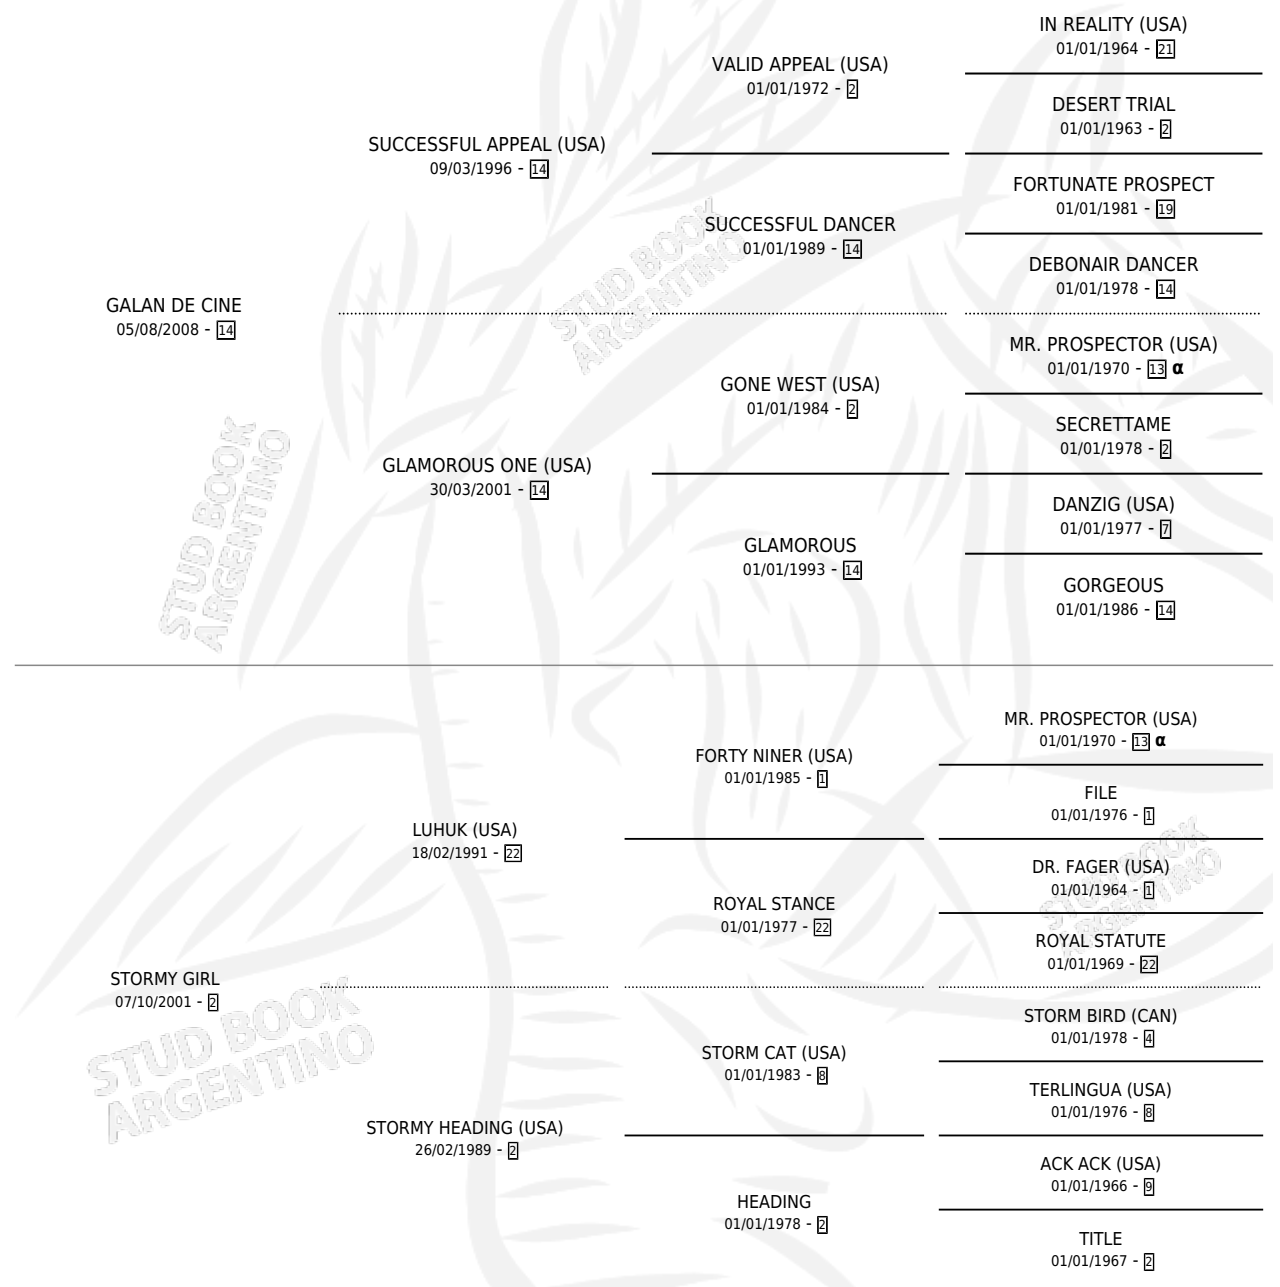 IN REALITY (USA)
01/01/1964 - 21
VALID APPEAL (USA)
01/01/1972 - 2
DESERT TRIAL
01/01/1963 - 2
SUCCESSFUL APPEAL (USA)
09/03/1996 - 14
FORTUNATE PROSPECT
01/01/1981 - 19
SUCCESSFUL DANCER
01/01/1989 - 14
DEBONAIR DANCER
01/01/1978 - 14
GALAN DE CINE
05/08/2008 - 14
MR. PROSPECTOR (USA)
01/01/1970 - 13 α
GONE WEST (USA)
01/01/1984 - 2
SECRETTAME
01/01/1978 - 2
GLAMOROUS ONE (USA)
30/03/2001 - 14
DANZIG (USA)
01/01/1977 - 7
GLAMOROUS
01/01/1993 - 14
GORGEOUS
01/01/1986 - 14
MR. PROSPECTOR (USA)
01/01/1970 - 13 α
FORTY NINER (USA)
01/01/1985 - 1
FILE
01/01/1976 - 1
LUHUK (USA)
18/02/1991 - 22
DR. FAGER (USA)
01/01/1964 - 1
ROYAL STANCE
01/01/1977 - 22
ROYAL STATUTE
01/01/1969 - 22
STORMY GIRL
07/10/2001 - 2
STORM BIRD (CAN)
01/01/1978 - 4
STORM CAT (USA)
01/01/1983 - 8
TERLINGUA (USA)
01/01/1976 - 8
STORMY HEADING (USA)
26/02/1989 - 2
ACK ACK (USA)
01/01/1966 - 9
HEADING
01/01/1978 - 2
TITLE
01/01/1967 - 2
STUD BOOK
ARGENTINO
STUD BOOK
ARGENTINO
STUD BOOK
ARGENTINO
STUD BOOK
ARGENTINO